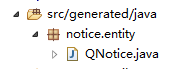 src/generated/java
notice.entity
QNotice.java